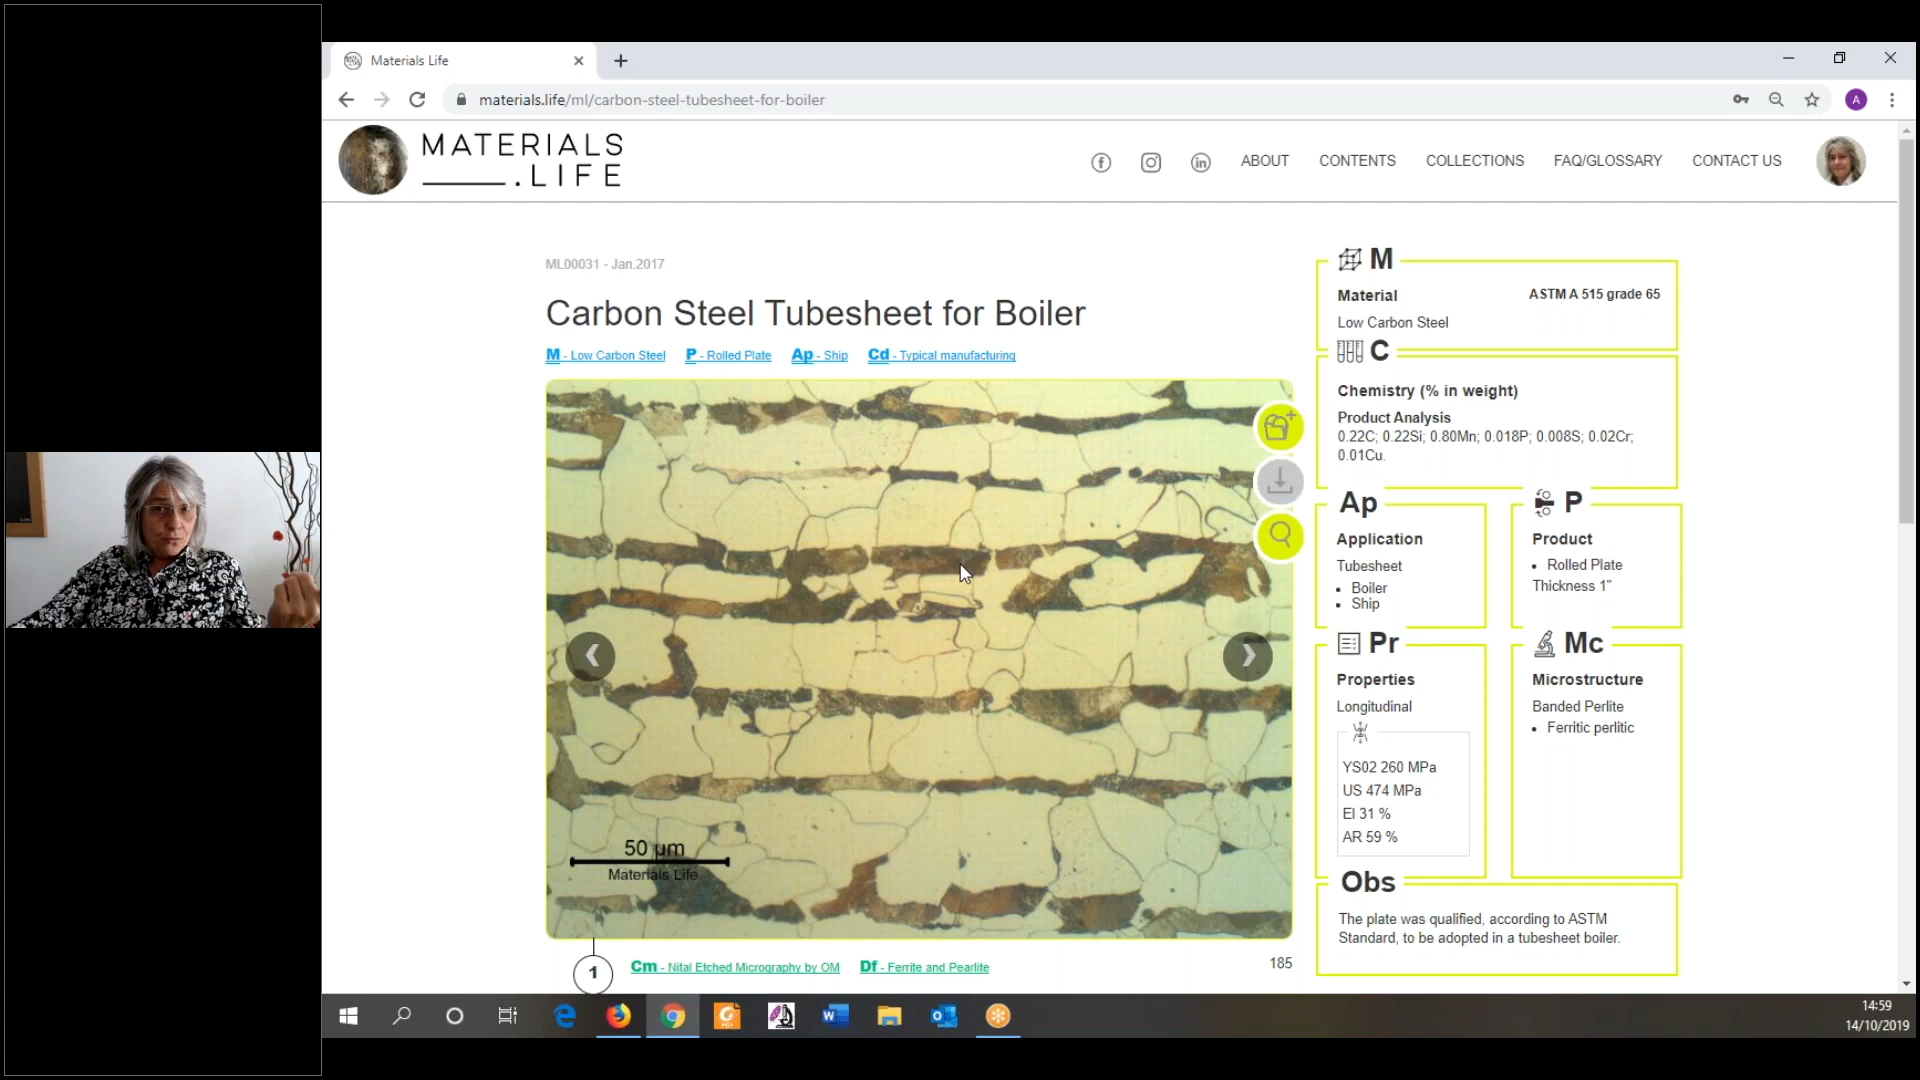 Materials Life
materials.life/ml/carbon-steel-tubesheet-for-boiler
A
MATERIALS
.LIFE
ABOUT
CONTENTS
COLLECTIONS
FAQ/GLOSSARY
CONTACT US
ML00031 - Jan.2017
Carbon Steel Tubesheet for Boiler
M - Low Carbon Steel
P - Rolled Plate
Ap - Ship
Cd - Typical manufacturing
50 µm
Materials Life
1
Cm - Nital Etched Micrography by OM
Df - Ferrite and Pearlite
185
M
Material
ASTM A 515 grade 65
Low Carbon Steel
C
Chemistry (% in weight)
Product Analysis
0.22C; 0.22Si; 0.80Mn; 0.018P; 0.008S; 0.02Cr;
0.01Cu.
Ap
Application
Tubesheet
• Boiler
• Ship
P
Product
• Rolled Plate
Thickness 1"
Pr
Properties
Longitudinal
YS02 260 MPa
US 474 MPa
El 31 %
AR 59 %
Mc
Microstructure
Banded Perlite
• Ferritic perlitic
Obs
The plate was qualified, according to ASTM
Standard, to be adopted in a tubesheet boiler.
14:59
14/10/2019